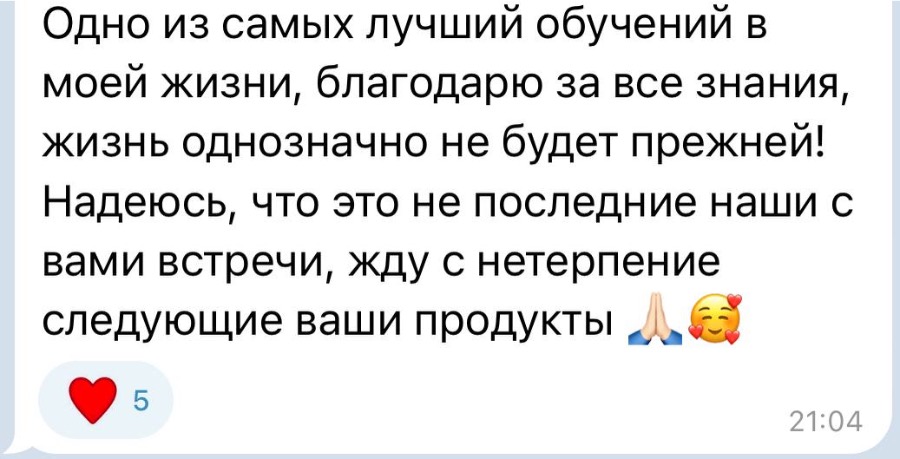 Одно из самых лучший обучений в
моей жизни, благодарю за все знания,
жизнь однозначно не будет прежней!
Надеюсь, что это не последние наши с
вами встречи, жду с нетерпение
следующие ваши продукты 🙏🏻🥰
❤️ 5
21:04